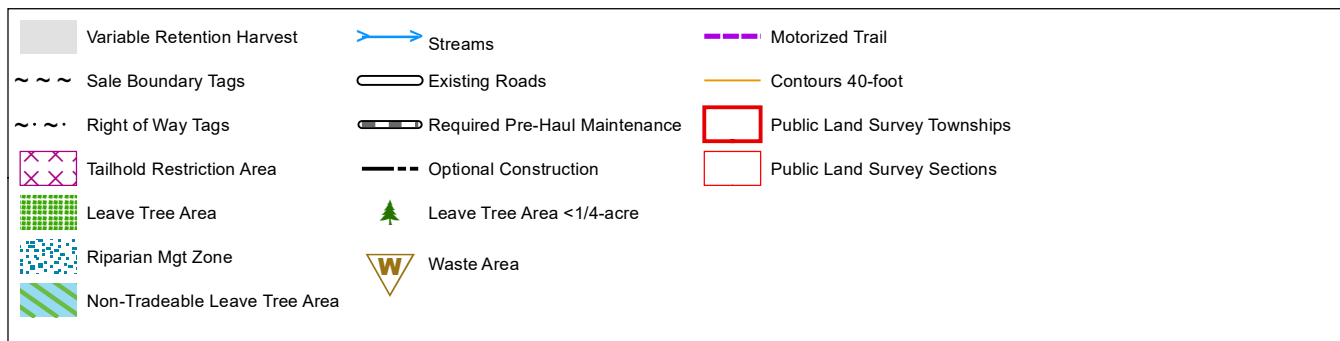 Variable Retention Harvest
Sale Boundary Tags
Right of Way Tags
Tailhold Restriction Area
Leave Tree Area
Riparian Mgt Zone
Non-Tradeable Leave Tree Area
Streams
Existing Roads
Required Pre-Haul Maintenance
Optional Construction
Leave Tree Area <1/4-acre
W
Waste Area
Motorized Trail
Contours 40-foot
Public Land Survey Townships
Public Land Survey Sections